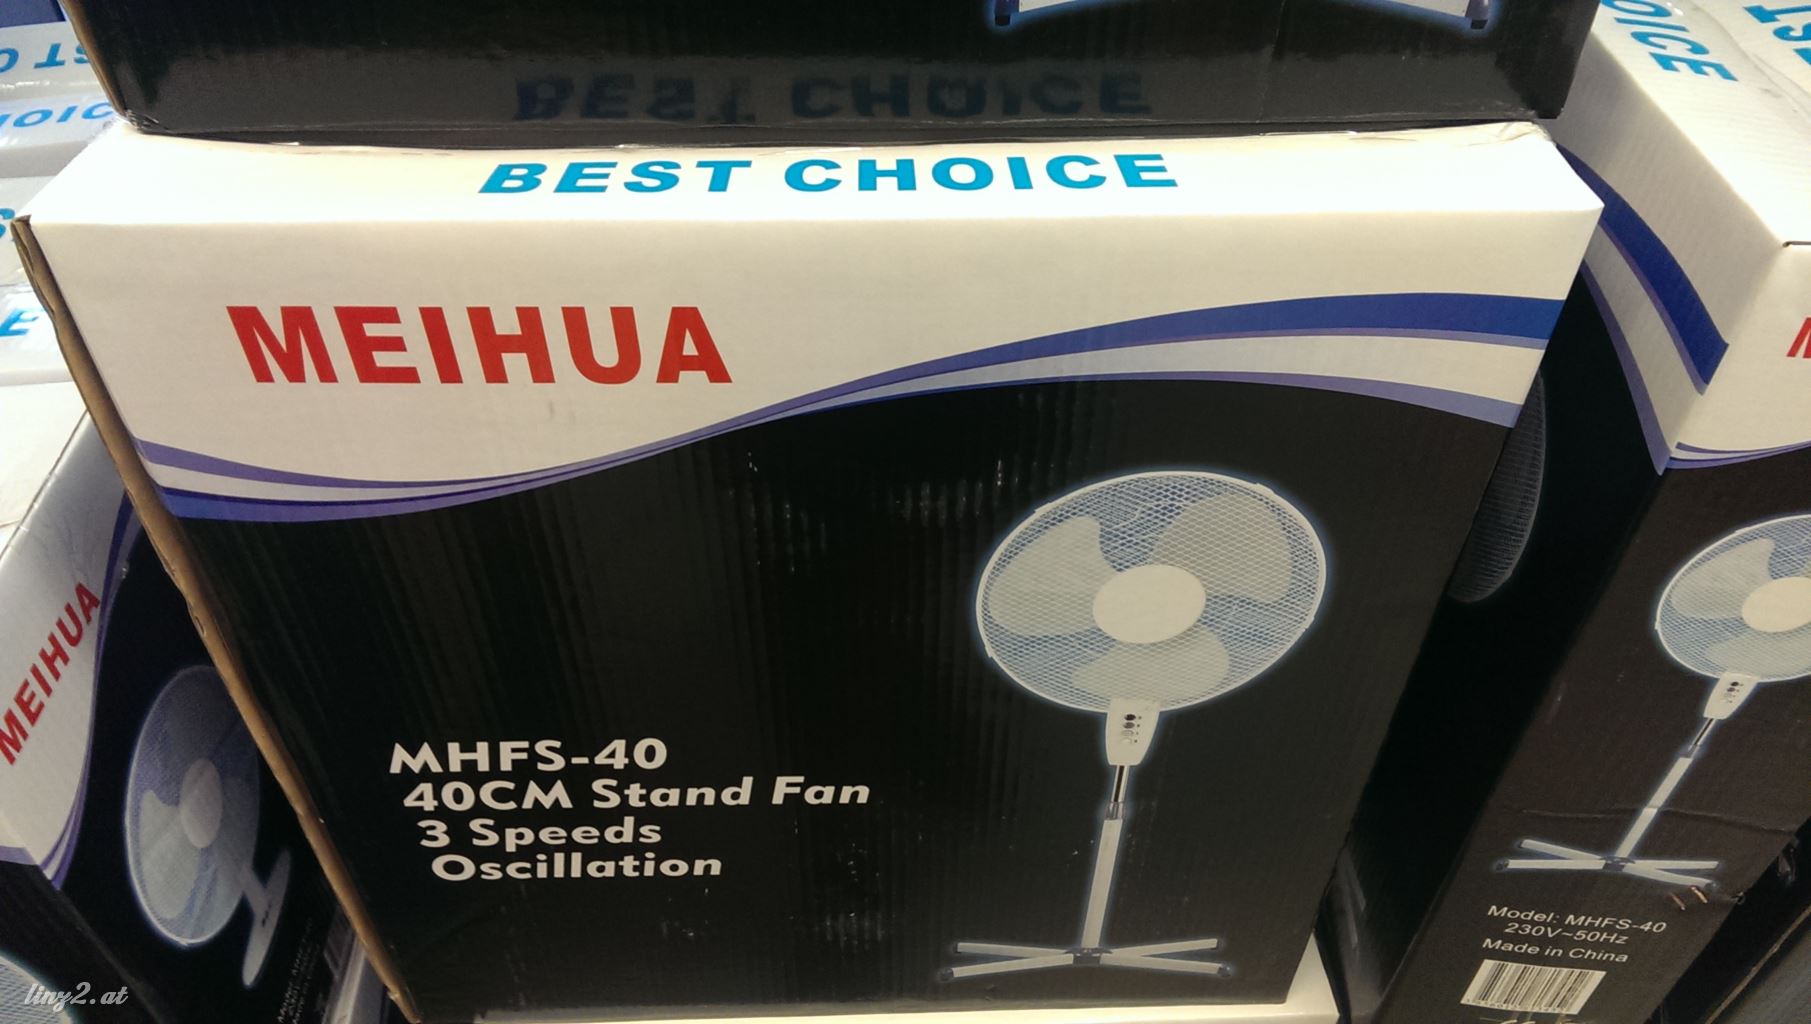 BEST CHOICE
BEST CHOICE
MEIHUA
MHFS-40
40CM Stand Fan
3 Speeds
Oscillation
MEIHUA
OICE
Model: MHFS-40
230V~50Hz
Made in China
linz2.at